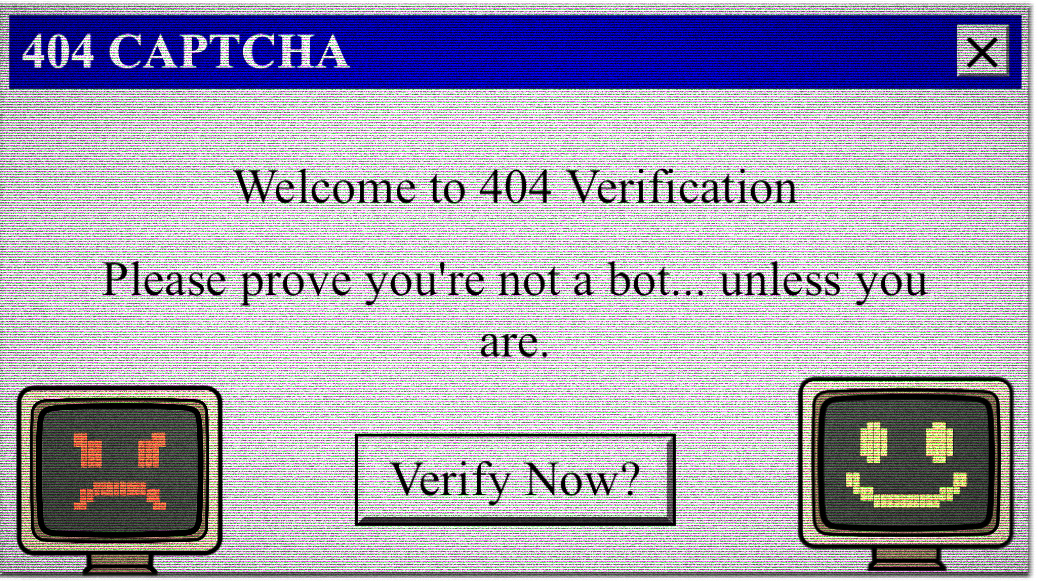 404 CAPTCHA
Welcome to 404 Verification
Please prove you're not a bot... unless you
are.
Verify Now?